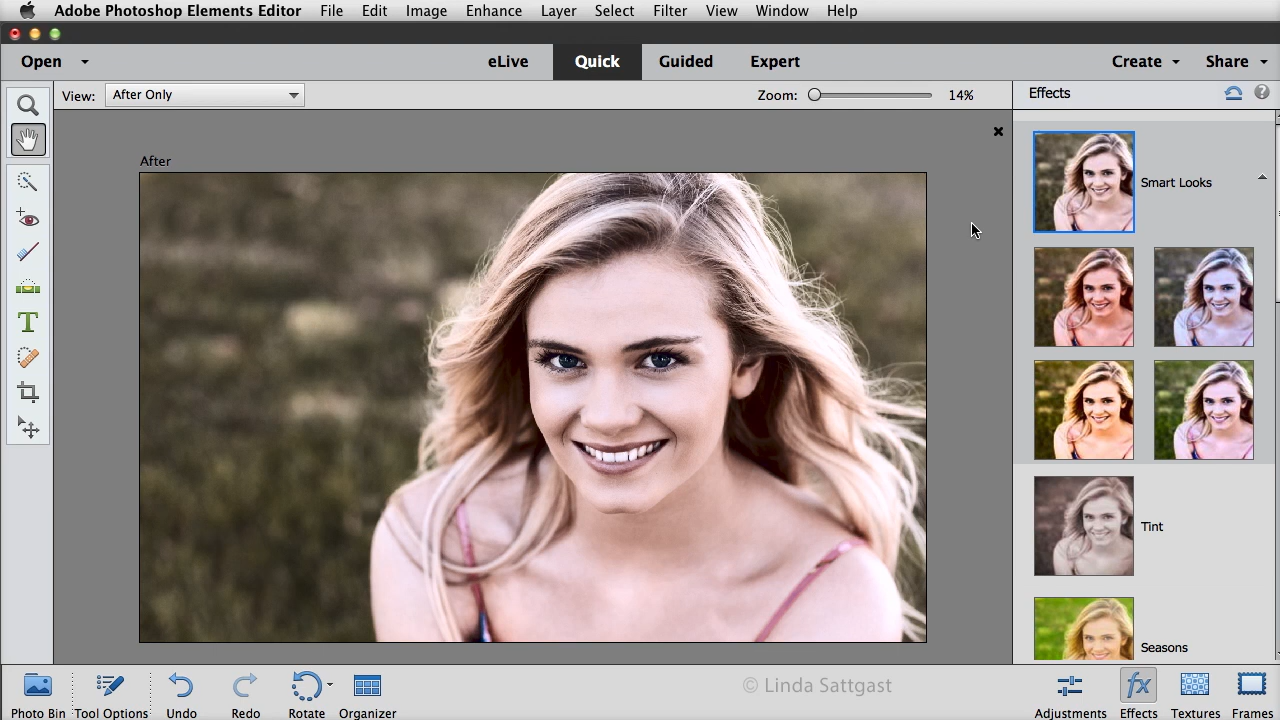 Adobe Photoshop Elements Editor File Edit Image Enhance Layer Select Filter View Window Help
Open eLive Quick Guided Expert Create Share
View: After Only Zoom: 14% Effects
After
Smart Looks
Tint
Seasons
© Linda Sattgast
Photo Bin Tool Options Undo Redo Rotate Organizer Adjustments Effects Textures Frames